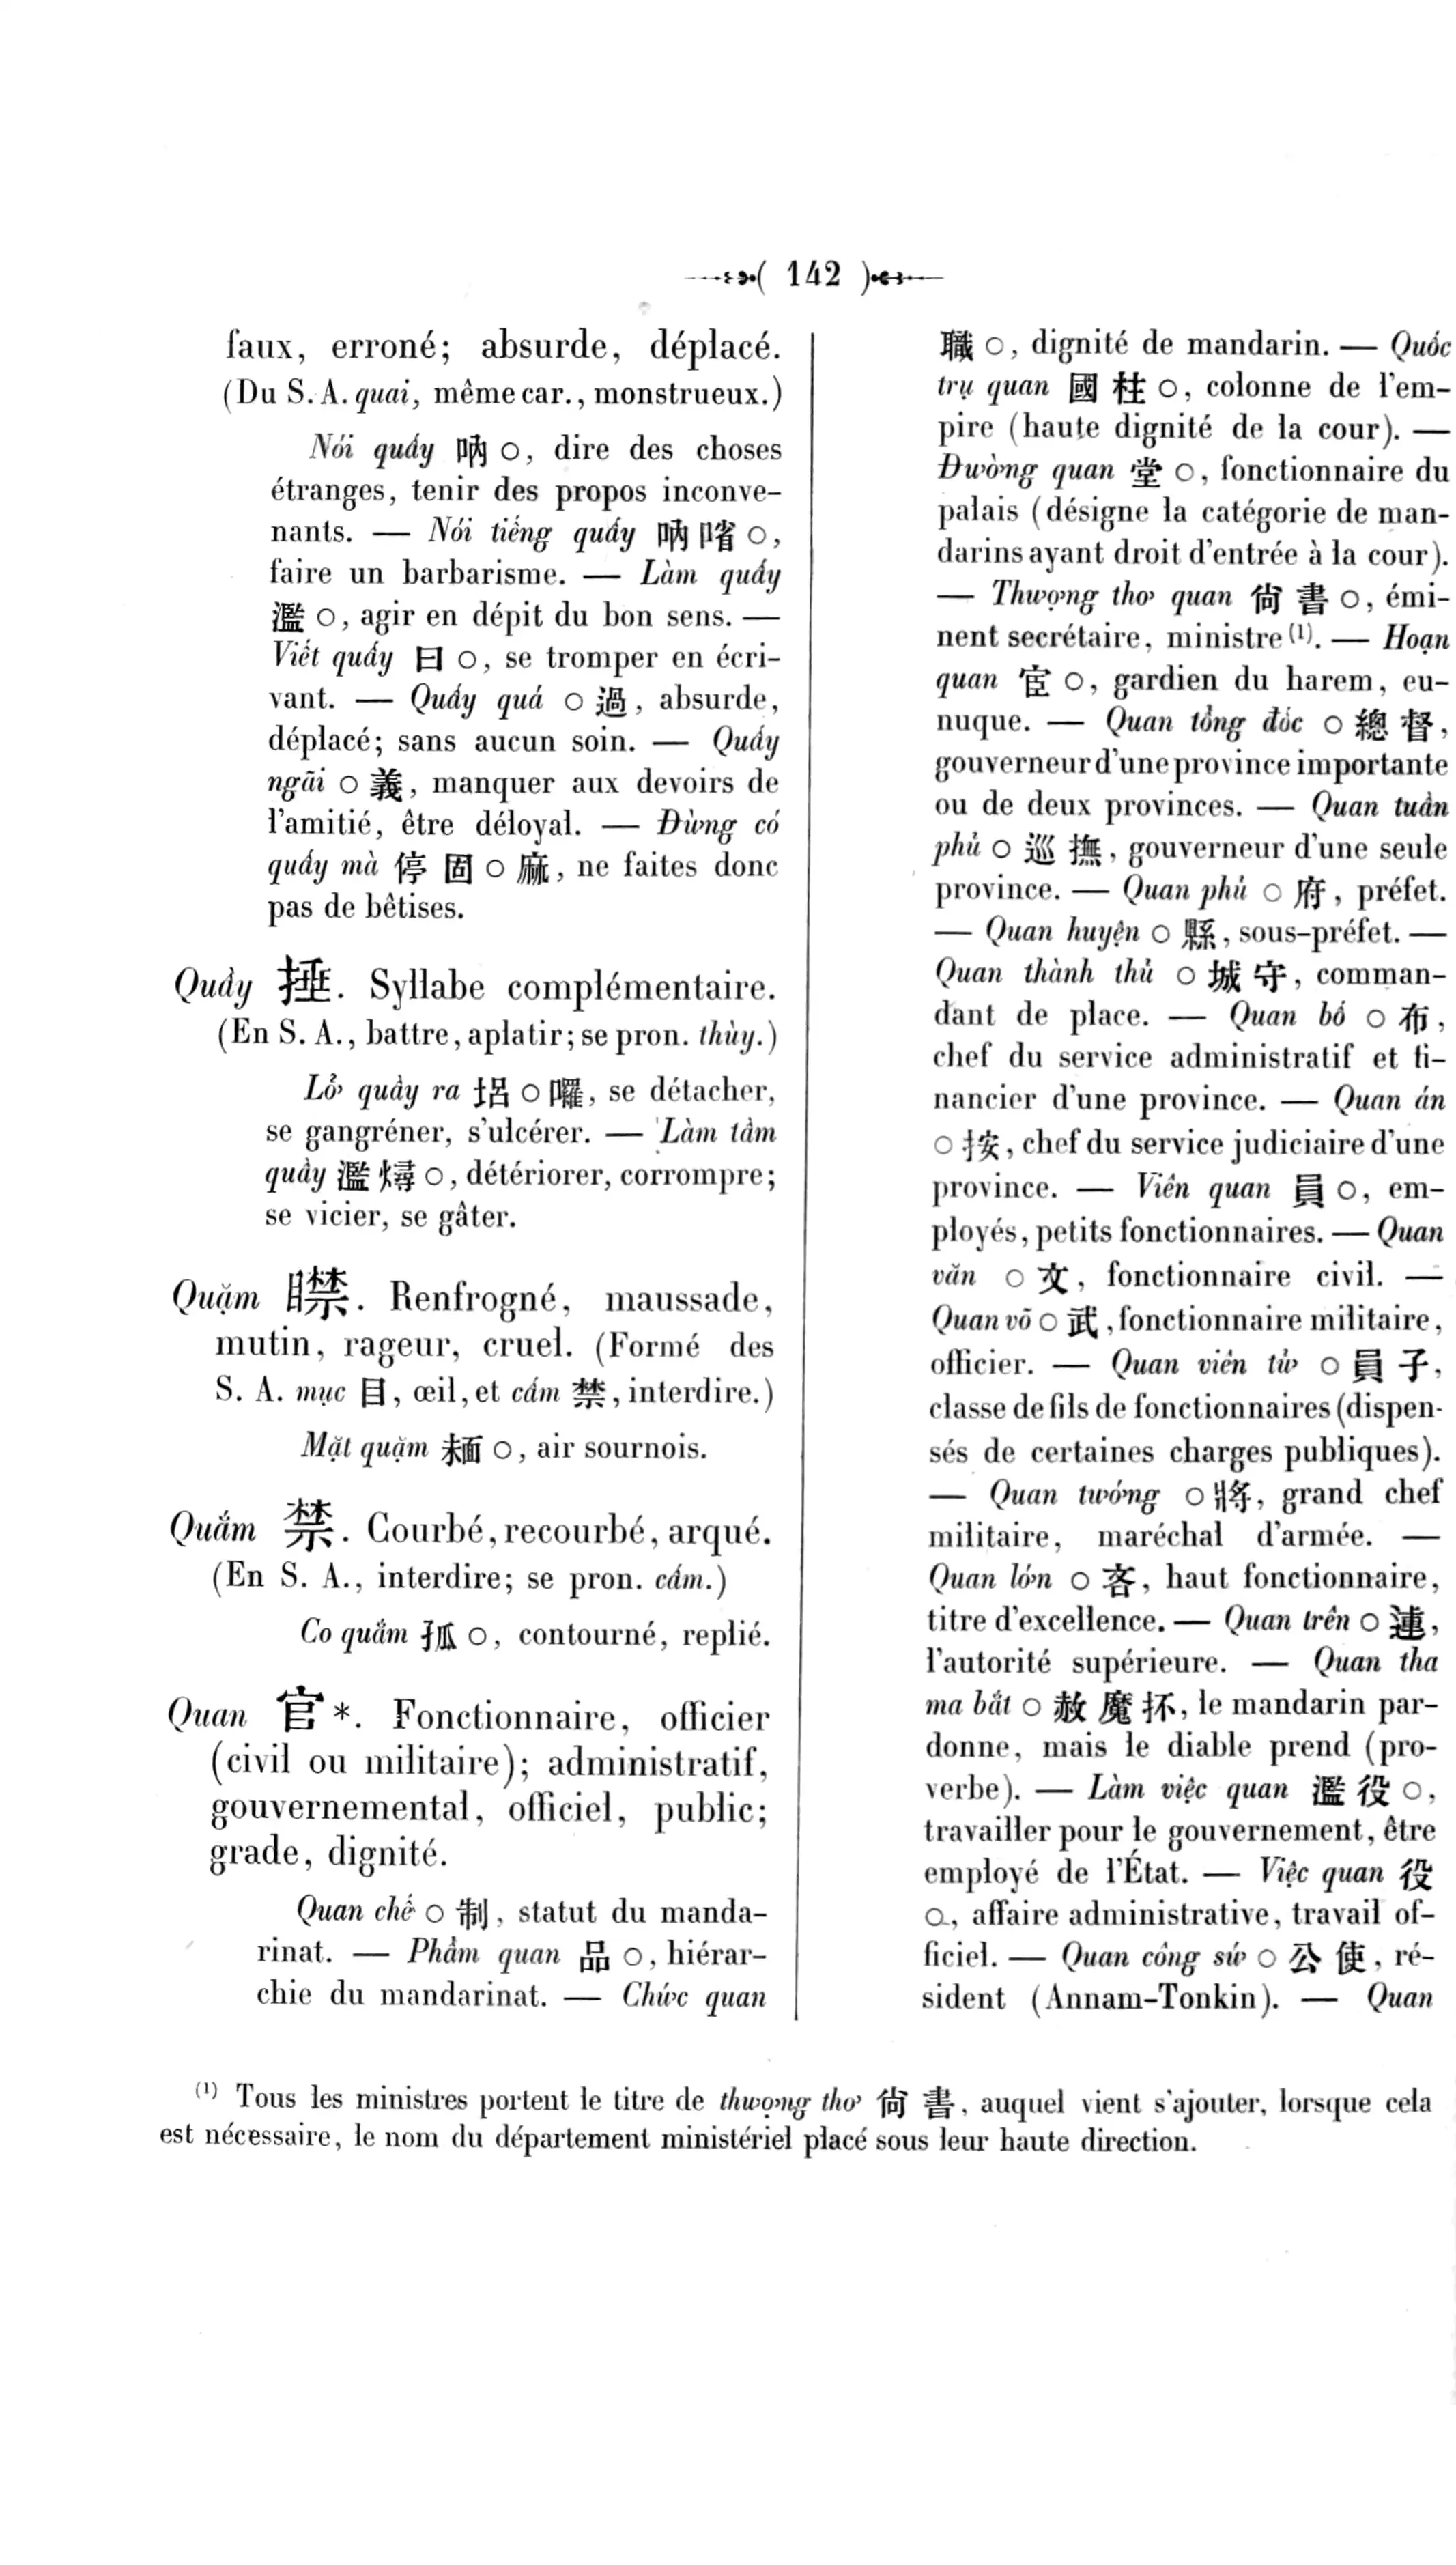 ( 142 )
faux, erroné; absurde, déplacé.
(Du S. A. quai, même car., monstrueux.)
Nói quấy 吶 ○, dire des choses
étranges, tenir des propos inconve-
nants. — Nói tiếng quấy 吶 㗂 ○,
faire un barbarisme. — Làm quấy
濫 ○, agir en dépit du bon sens. —
Viết quấy 曰 ○, se tromper en écri-
vant. — Quấy quá ○ 過, absurde,
déplacé; sans aucun soin. — Quấy
ngãi ○ 義, manquer aux devoirs de
l'amitié, être déloyal. — Đừng có
quấy mà 停 固 ○ 麻, ne faites donc
pas de bêtises.
Quầy 捶. Syllabe complémentaire.
(En S. A., battre, aplatir; se pron. thùy.)
Lở quầy ra 㙁 ○ 囉, se détacher,
se gangréner, s'ulcérer. — Làm tầm
quầy 濫 燖 ○, détériorer, corrompre;
se vicier, se gâter.
Quặm 䁷. Renfrogné, maussade,
mutin, rageur, cruel. (Formé des
S. A. mục 目, œil, et cấm 禁, interdire.)
Mặt quặm 𩈘 ○, air sournois.
Quắm 禁. Courbé, recourbé, arqué.
(En S. A., interdire; se pron. cấm.)
Co quắm 孤 ○, contourné, replié.
Quan 官 *. Fonctionnaire, officier
(civil ou militaire); administratif,
gouvernemental, officiel, public;
grade, dignité.
Quan chế ○ 制, statut du manda-
rinat. — Phẩm quan 品 ○, hiérar-
chie du mandarinat. — Chức quan
職 ○, dignité de mandarin. — Quốc
trụ quan 國 柱 ○, colonne de l'em-
pire (haute dignité de la cour). —
Đường quan 堂 ○, fonctionnaire du
palais (désigne la catégorie de man-
darins ayant droit d'entrée à la cour).
— Thượng thơ quan 尙 書 ○, émi-
nent secrétaire, ministre (1). — Hoạn
quan 宦 ○, gardien du harem, eu-
nuque. — Quan tổng đốc ○ 總 督,
gouverneur d'une province importante
ou de deux provinces. — Quan tuần
phủ ○ 巡 撫, gouverneur d'une seule
province. — Quan phủ ○ 府, préfet.
— Quan huyện ○ 縣, sous-préfet. —
Quan thành thủ ○ 城 守, comman-
dant de place. — Quan bố ○ 布,
chef du service administratif et fi-
nancier d'une province. — Quan án
○ 按, chef du service judiciaire d'une
province. — Viên quan 員 ○, em-
ployés, petits fonctionnaires. — Quan
văn ○ 文, fonctionnaire civil. —
Quan võ ○ 武, fonctionnaire militaire,
officier. — Quan viên tử ○ 員 子,
classe de fils de fonctionnaires (dispen-
sés de certaines charges publiques).
— Quan tướng ○ 將, grand chef
militaire, maréchal d'armée. —
Quan lớn ○ 𡘯, haut fonctionnaire,
titre d'excellence. — Quan trên ○ 蓮,
l'autorité supérieure. — Quan tha
ma bắt ○ 赦 魔 抔, le mandarin par-
donne, mais le diable prend (pro-
verbe). — Làm việc quan 濫 役 ○,
travailler pour le gouvernement, être
employé de l'État. — Việc quan 役
○, affaire administrative, travail of-
ficiel. — Quan công sứ ○ 公 使, ré-
sident (Annam-Tonkin). — Quan
(1) Tous les ministres portent le titre de thượng thơ 尙 書, auquel vient s'ajouter, lorsque cela
est nécessaire, le nom du département ministériel placé sous leur haute direction.